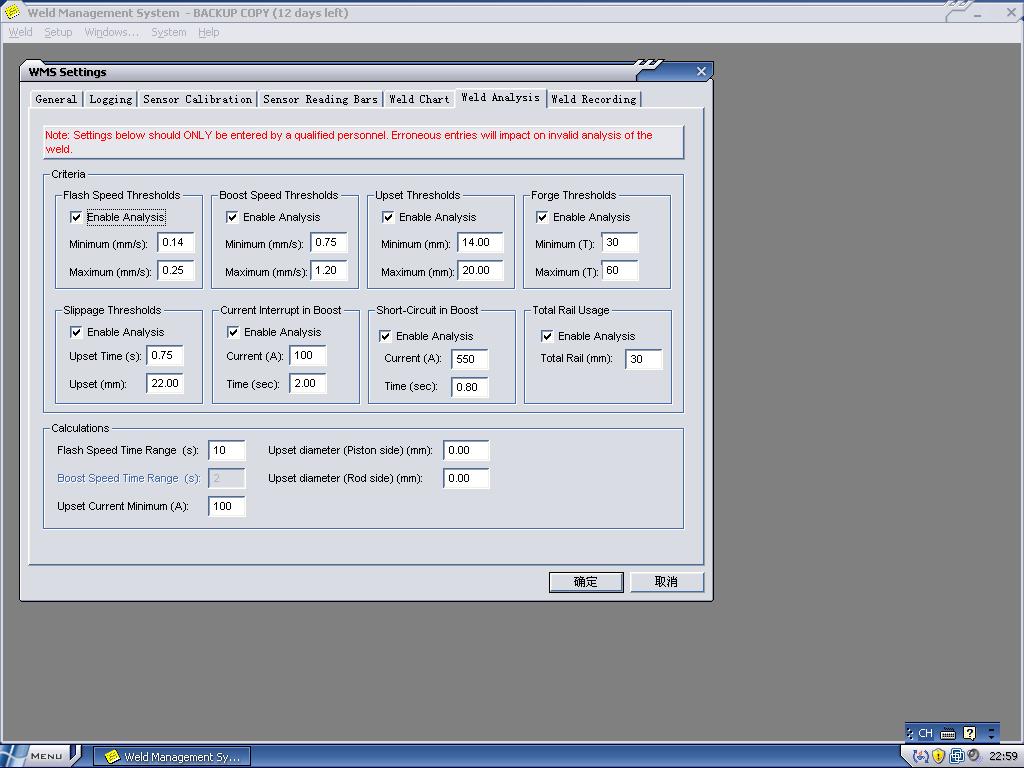 Weld Management System - BACKUP COPY (12 days left)
Weld Setup Windows... System Help
WMS Settings
General Logging Sensor Calibration Sensor Reading Bars Weld Chart Weld Analysis Weld Recording
Note: Settings below should ONLY be entered by a qualified personnel. Erroneous entries will impact on invalid analysis of the
weld.
Criteria
Flash Speed Thresholds Boost Speed Thresholds Upset Thresholds Forge Thresholds
Enable Analysis Enable Analysis Enable Analysis Enable Analysis
Minimum (mm/s): 0.14 Minimum (mm/s): 0.75 Minimum (mm): 14.00 Minimum (T): 30
Maximum (mm/s): 0.25 Maximum (mm/s): 1.20 Maximum (mm): 20.00 Maximum (T): 60
Slippage Thresholds Current Interrupt in Boost Short-Circuit in Boost Total Rail Usage
Enable Analysis Enable Analysis Enable Analysis Enable Analysis
Upset Time (s): 0.75 Current (A): 100 Current (A): 550 Total Rail (mm): 30
Upset (mm): 22.00 Time (sec): 2.00 Time (sec): 0.80
Calculations
Flash Speed Time Range (s): 10 Upset diameter (Piston side) (mm): 0.00
Boost Speed Time Range (s): 2 Upset diameter (Rod side) (mm): 0.00
Upset Current Minimum (A): 100
确定 取消
CH
MENU Weld Management Sy... 22:59